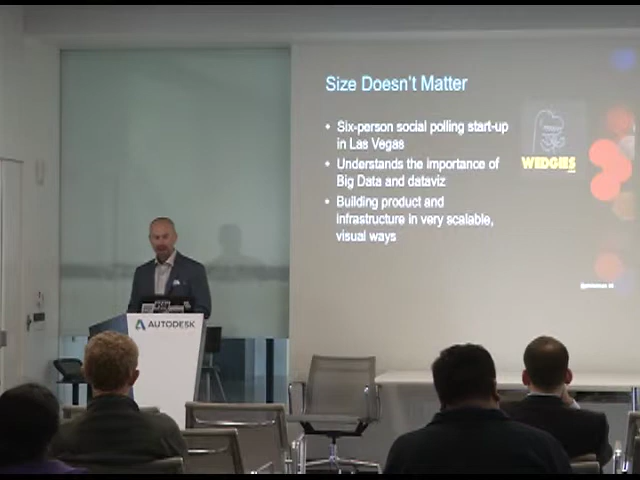 Size Doesn't Matter
• Six-person social polling start-up
in Las Vegas
• Understands the importance of
Big Data and dataviz
• Building product and
infrastructure in very scalable,
visual ways
WEDGIES
AUTODESK